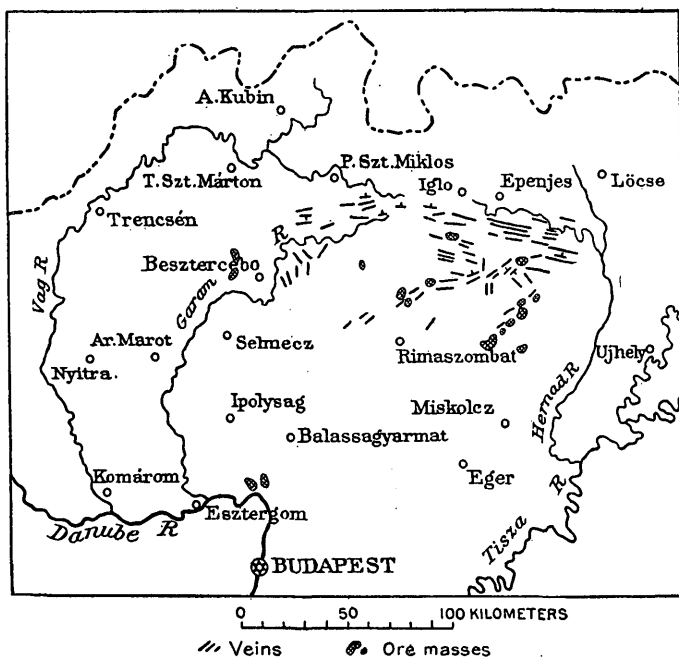 A. Kubin
T. Szt. Márton
P. Szt. Miklos
Iglo
Epenjes
Löcse
Trencsén
Besztercebo
R
Garam
Vag R
Ar. Marot
Nyitra
Selmecz
Rimaszombat
Ujhely
Hernad R
Ipolysag
Balassagyarmat
Miskolcz
Eger
Komárom
Esztergom
Danube R
Tisza R
BUDAPEST
0 50 100 KILOMETERS
Veins Ore masses